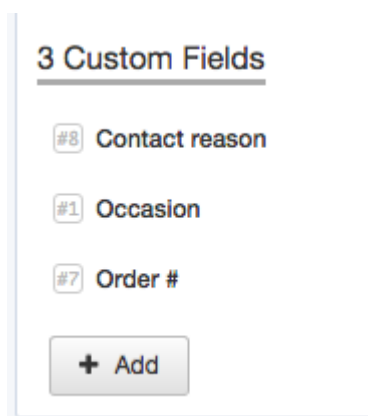 3 Custom Fields
#8 Contact reason
#1 Occasion
#7 Order #
+ Add